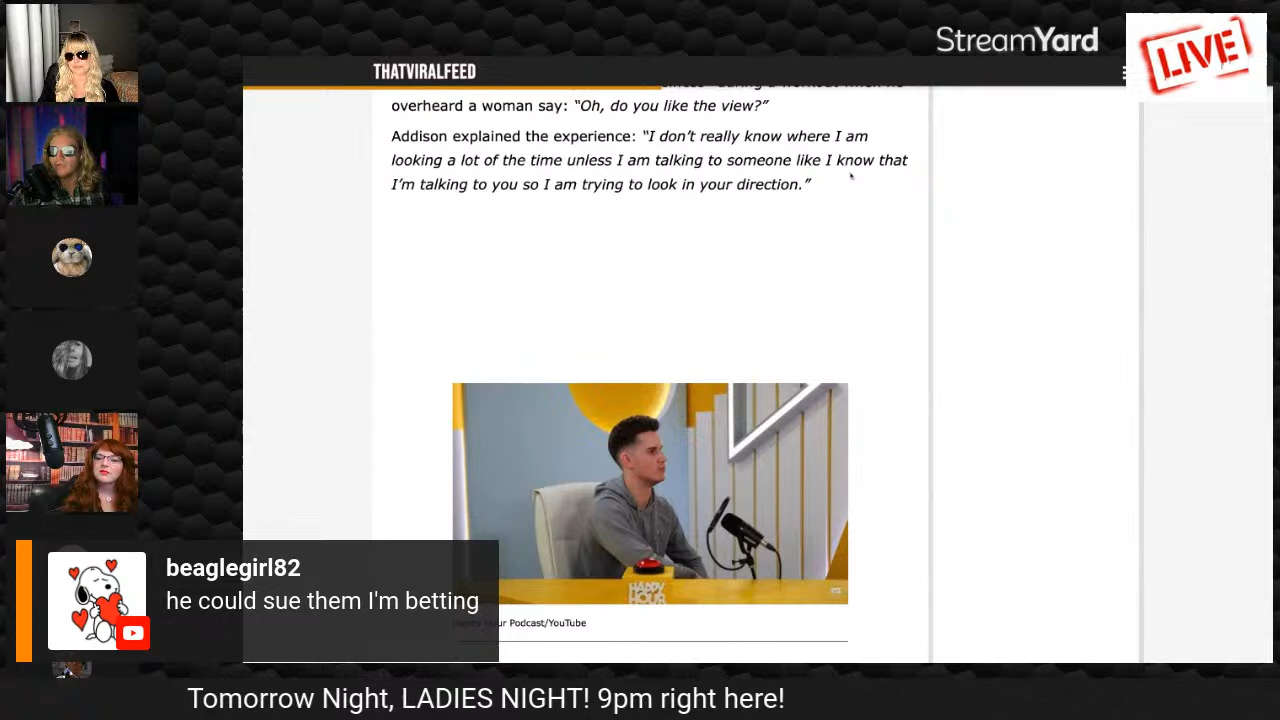 StreamYard
LIVE
THATVIRALFEED
overheard a woman say: “Oh, do you like the view?”
Addison explained the experience: “I don’t really know where I am
looking a lot of the time unless I am talking to someone like I know that
I’m talking to you so I am trying to look in your direction.”
HAPPY
HOUR
beaglegirl82
he could sue them I'm betting
Hour Podcast/YouTube
Tomorrow Night, LADIES NIGHT! 9pm right here!